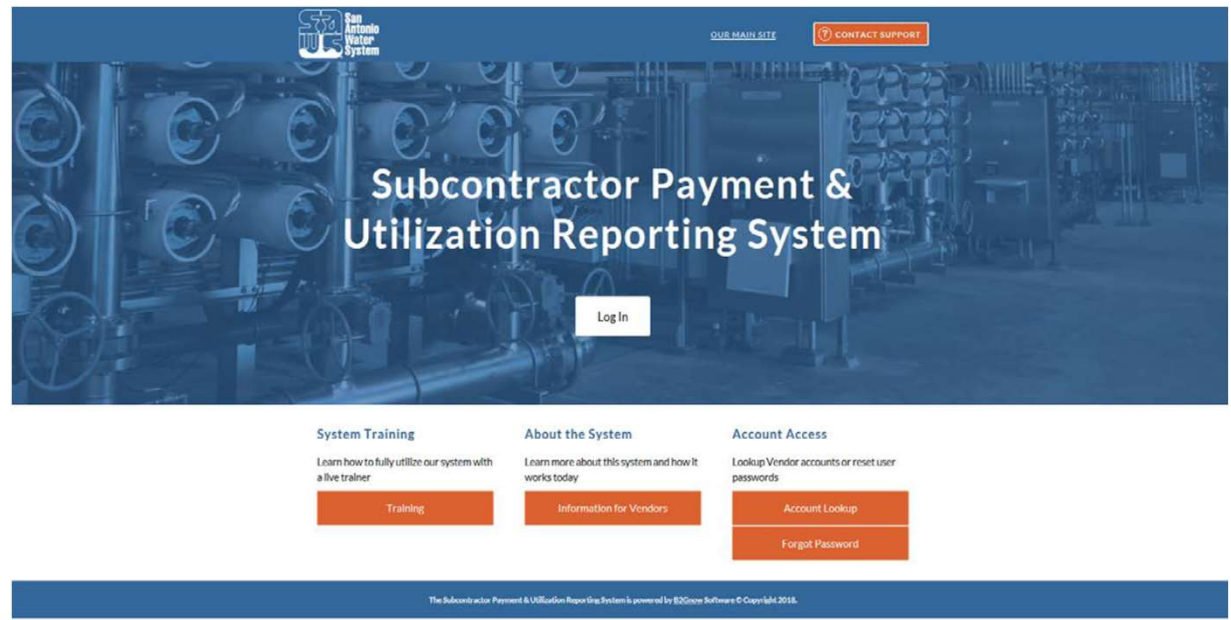 San
Antonio
Water
System
OUR MAIN SITE
? CONTACT SUPPORT
Subcontractor Payment &
Utilization Reporting System
Log In
System Training
Learn how to fully utilize our system with
a live trainer
Training
About the System
Learn more about this system and how it
works today
Information for Vendors
Account Access
Lookup Vendor accounts or reset user
passwords
Account Lookup
Forgot Password
The Subcontractor Payment & Utilization Reporting System is powered by B2Gnow Software © Copyright 2018.